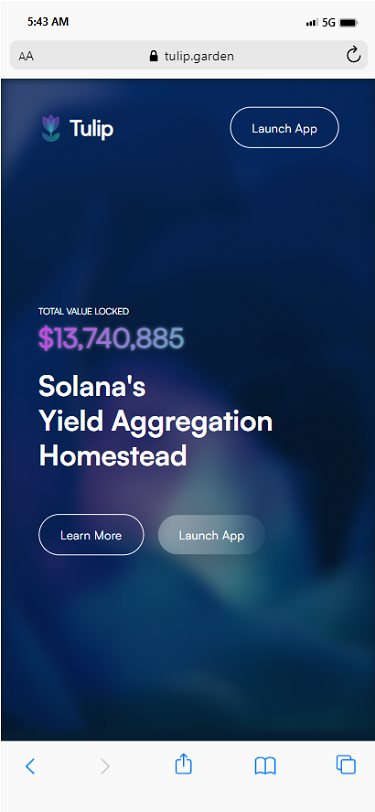 5:43 AM
5G
AA
tulip.garden
Tulip
Launch App
TOTAL VALUE LOCKED
$13,740,885
Solana's
Yield Aggregation
Homestead
Learn More
Launch App